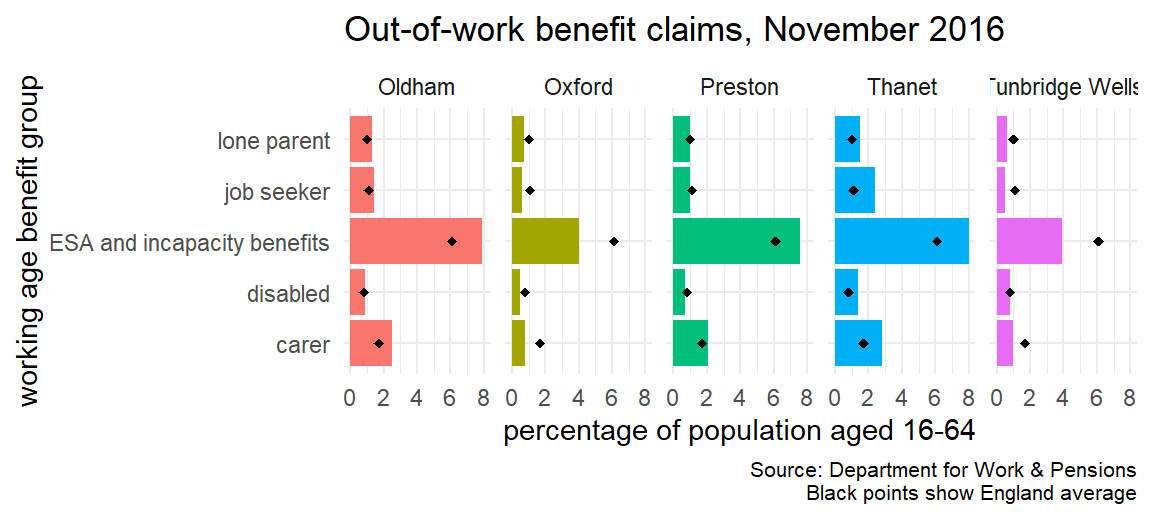 Out-of-work benefit claims, November 2016
Oldham Oxford Preston Thanet Tunbridge Wells
working age benefit group
lone parent
job seeker
ESA and incapacity benefits
disabled
carer
0 2 4 6 8 0 2 4 6 8 0 2 4 6 8 0 2 4 6 8 0 2 4 6 8
percentage of population aged 16-64
Source: Department for Work & Pensions
Black points show England average